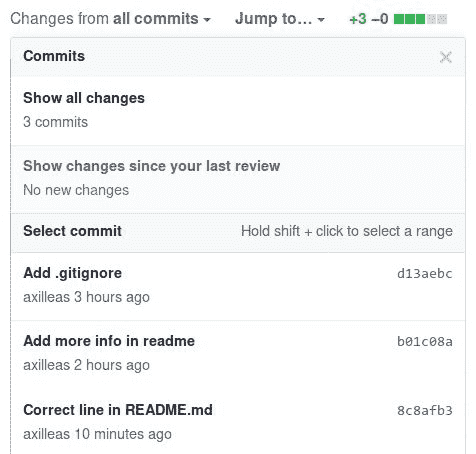 Changes from all commits Jump to... +3 −0
Commits
Show all changes
3 commits
Show changes since your last review
No new changes
Select commit Hold shift + click to select a range
Add .gitignore d13aebc
axilleas 3 hours ago
Add more info in readme b01c08a
axilleas 2 hours ago
Correct line in README.md 8c8afb3
axilleas 10 minutes ago